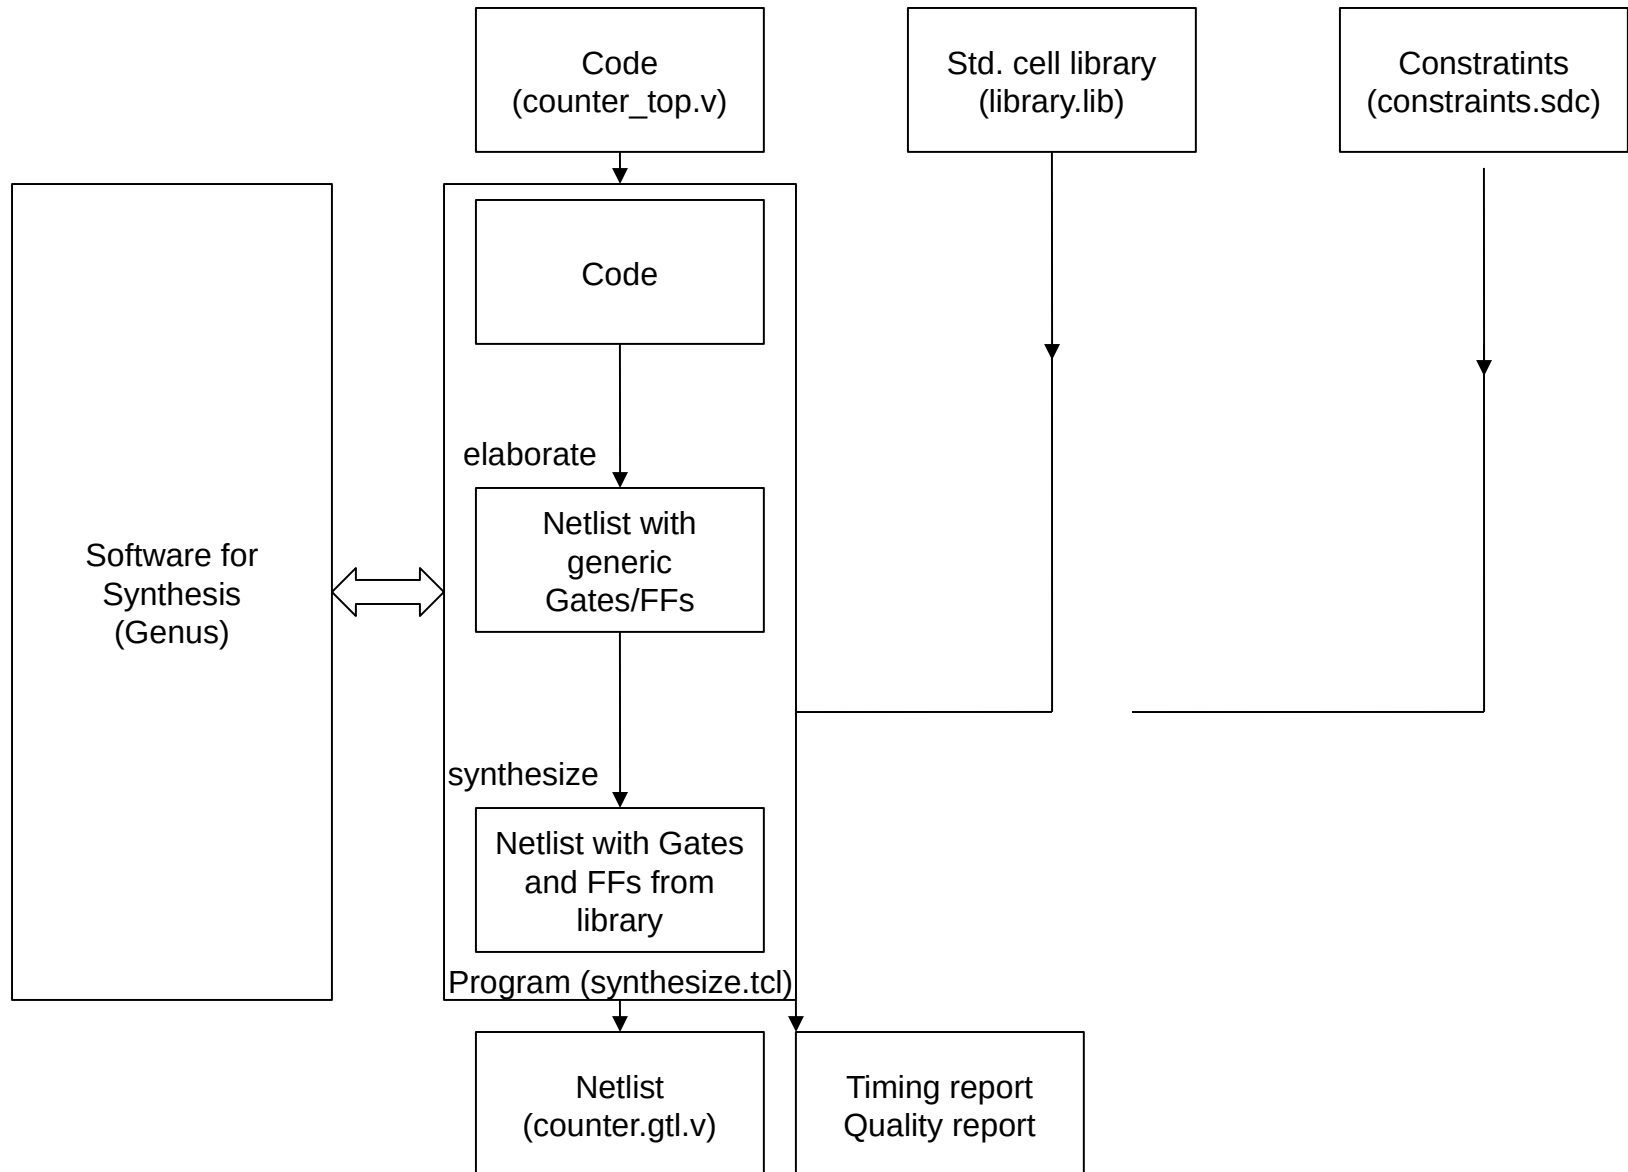 Code
(counter_top.v)
Std. cell library
(library.lib)
Constratints
(constraints.sdc)
Code
elaborate
Netlist with
generic
Gates/FFs
Software for
Synthesis
(Genus)
synthesize
Netlist with Gates
and FFs from
library
Program (synthesize.tcl)
Netlist
(counter.gtl.v)
Timing report
Quality report